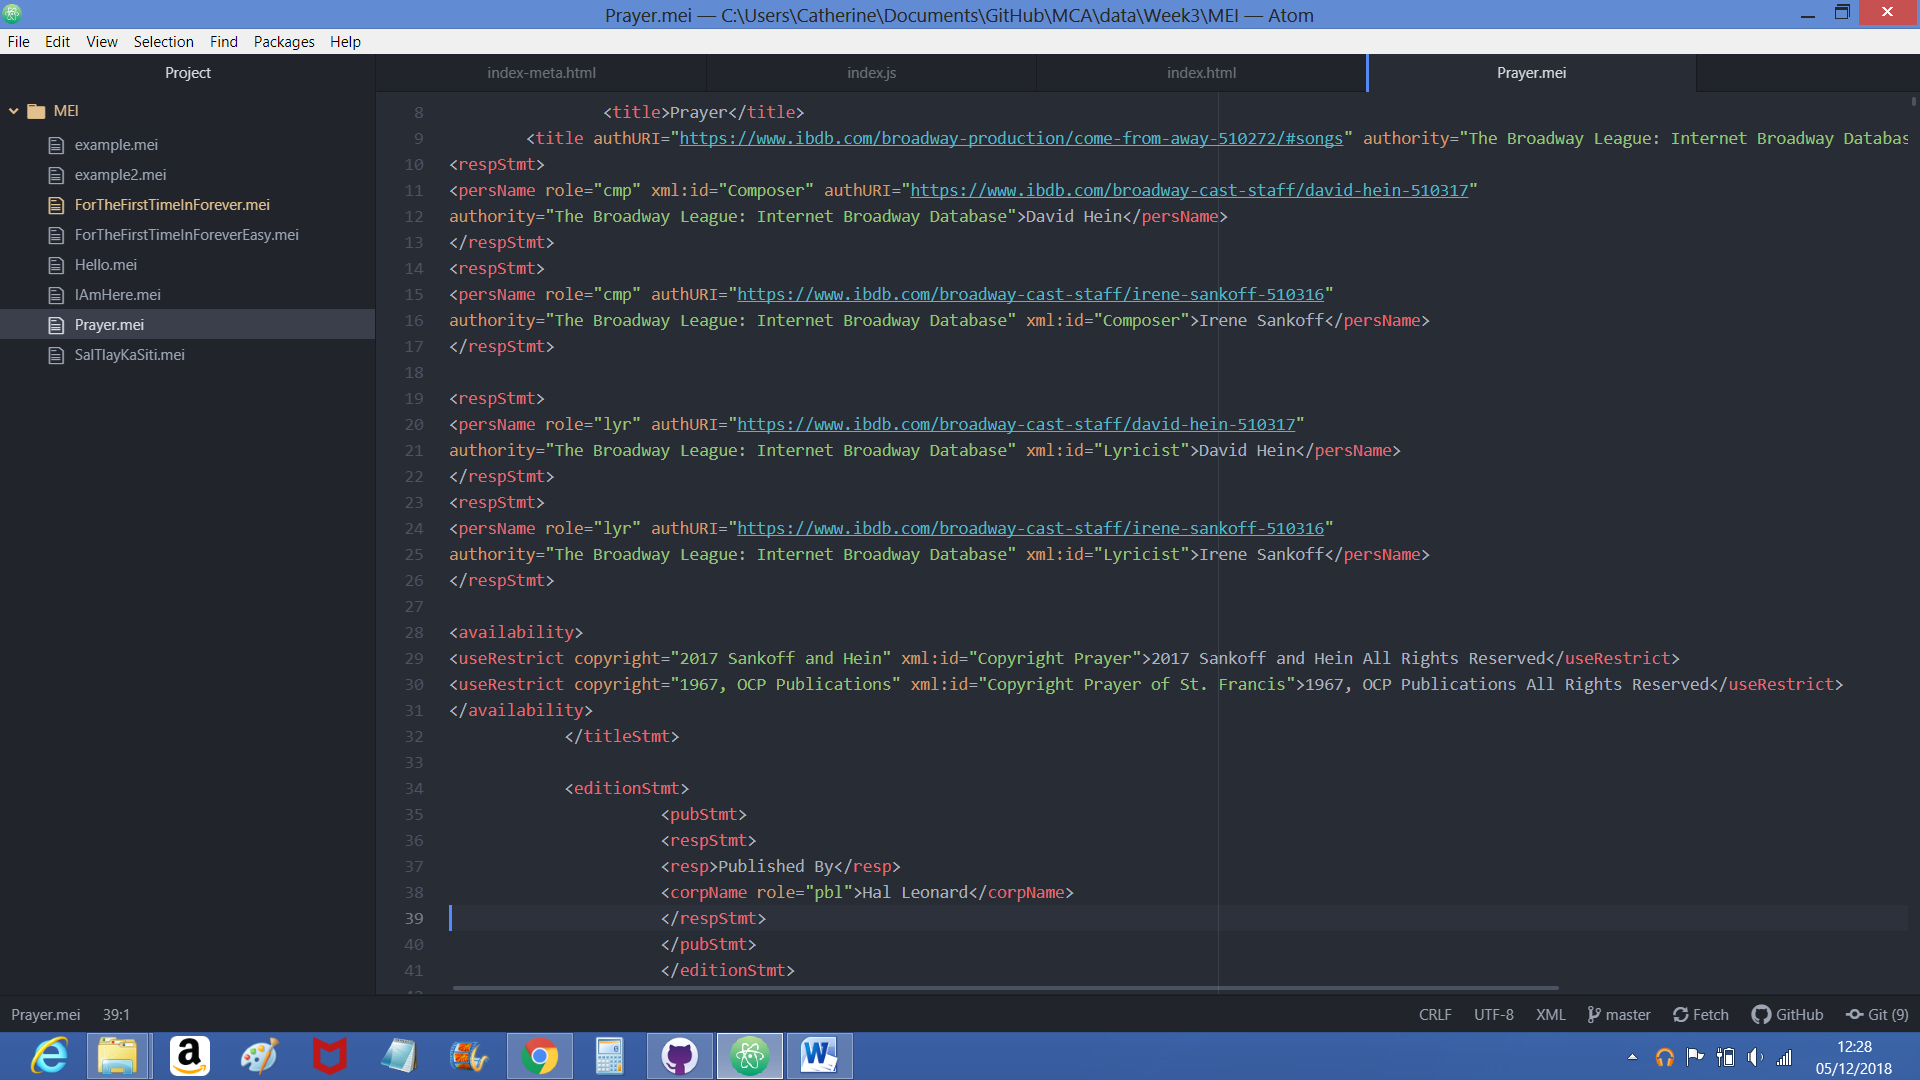 Prayer.mei — C:\Users\Catherine\Documents\GitHub\MCA\data\Week3\MEI — Atom
File Edit View Selection Find Packages Help
Project
MEI
example.mei
example2.mei
ForTheFirstTimeInForever.mei
ForTheFirstTimeInForeverEasy.mei
Hello.mei
IAmHere.mei
Prayer.mei
SalTlayKaSiti.mei
index-meta.html index.js index.html Prayer.mei
8 <title>Prayer</title>
9 <title authURI="https://www.ibdb.com/broadway-production/come-from-away-510272/#songs" authority="The Broadway League: Internet Broadway Databas
10 <respStmt>
11 <persName role="cmp" xml:id="Composer" authURI="https://www.ibdb.com/broadway-cast-staff/david-hein-510317"
12 authority="The Broadway League: Internet Broadway Database">David Hein</persName>
13 </respStmt>
14 <respStmt>
15 <persName role="cmp" authURI="https://www.ibdb.com/broadway-cast-staff/irene-sankoff-510316"
16 authority="The Broadway League: Internet Broadway Database" xml:id="Composer">Irene Sankoff</persName>
17 </respStmt>
18
19 <respStmt>
20 <persName role="lyr" authURI="https://www.ibdb.com/broadway-cast-staff/david-hein-510317"
21 authority="The Broadway League: Internet Broadway Database" xml:id="Lyricist">David Hein</persName>
22 </respStmt>
23 <respStmt>
24 <persName role="lyr" authURI="https://www.ibdb.com/broadway-cast-staff/irene-sankoff-510316"
25 authority="The Broadway League: Internet Broadway Database" xml:id="Lyricist">Irene Sankoff</persName>
26 </respStmt>
27
28 <availability>
29 <useRestrict copyright="2017 Sankoff and Hein" xml:id="Copyright Prayer">2017 Sankoff and Hein All Rights Reserved</useRestrict>
30 <useRestrict copyright="1967, OCP Publications" xml:id="Copyright Prayer of St. Francis">1967, OCP Publications All Rights Reserved</useRestrict>
31 </availability>
32 </titleStmt>
33
34 <editionStmt>
35 <pubStmt>
36 <respStmt>
37 <resp>Published By</resp>
38 <corpName role="pbl">Hal Leonard</corpName>
39 </respStmt>
40 </pubStmt>
41 </editionStmt>
Prayer.mei 39:1 CRLF UTF-8 XML master Fetch GitHub Git (9)
12:28
05/12/2018